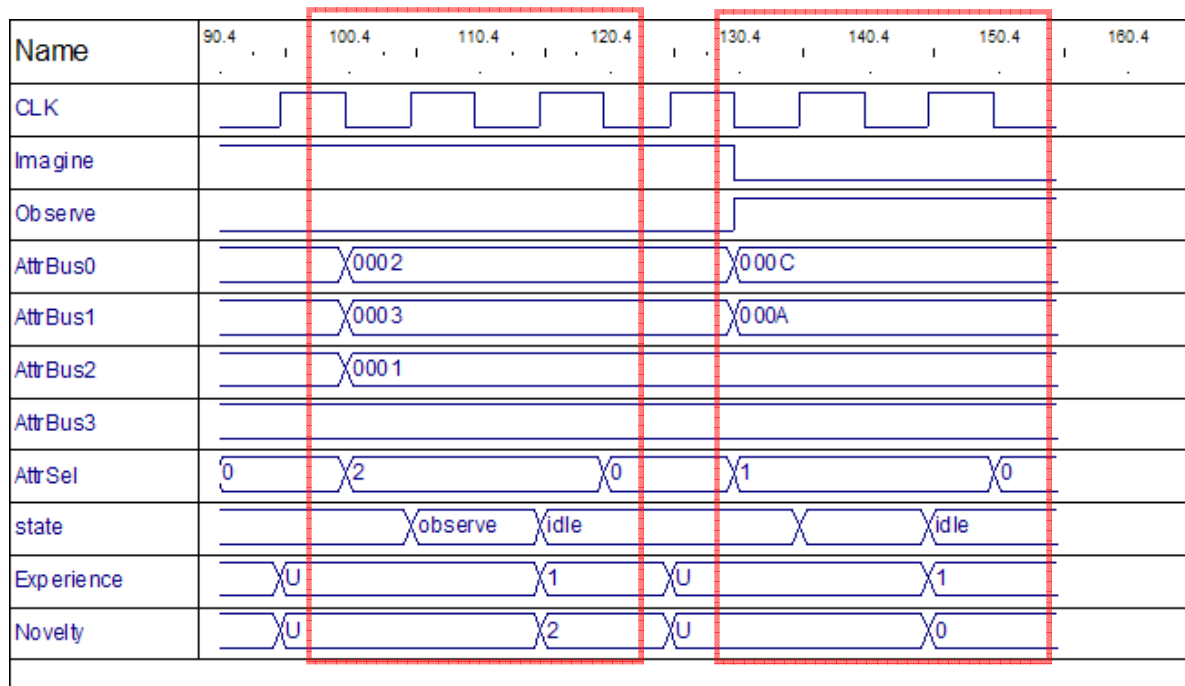 Name 90.4 100.4 110.4 120.4 130.4 140.4 150.4 160.4
CLK
Imagine
Observe
AttrBus0 0002 000C
AttrBus1 0003 000A
AttrBus2 0001
AttrBus3
AttrSel 0 2 0 1 0
state observe idle idle
Experience U 1 U 1
Novelty U 2 U 0